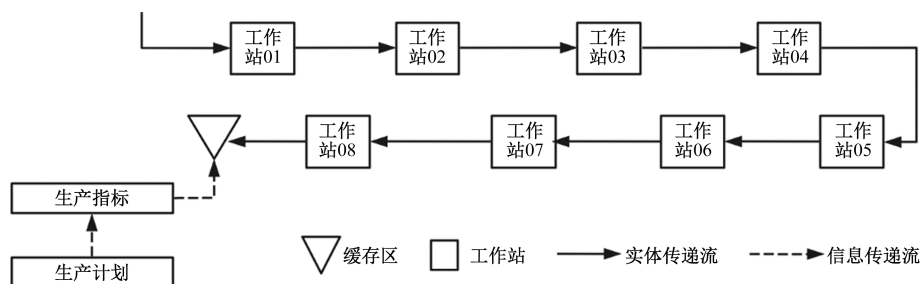 工作
站01
工作
站02
工作
站03
工作
站04
工作
站08
工作
站07
工作
站06
工作
站05
生产指标
生产计划
缓存区
工作站
实体传递流
信息传递流